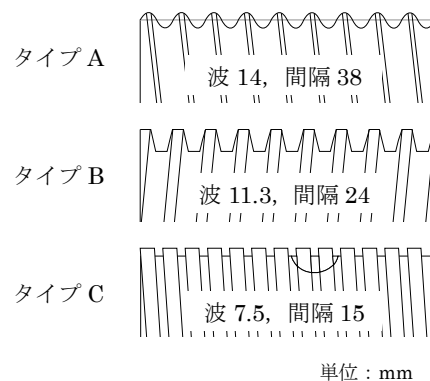 タイプ A
波 14, 間隔 38
タイプ B
波 11.3, 間隔 24
タイプ C
波 7.5, 間隔 15
単位：mm